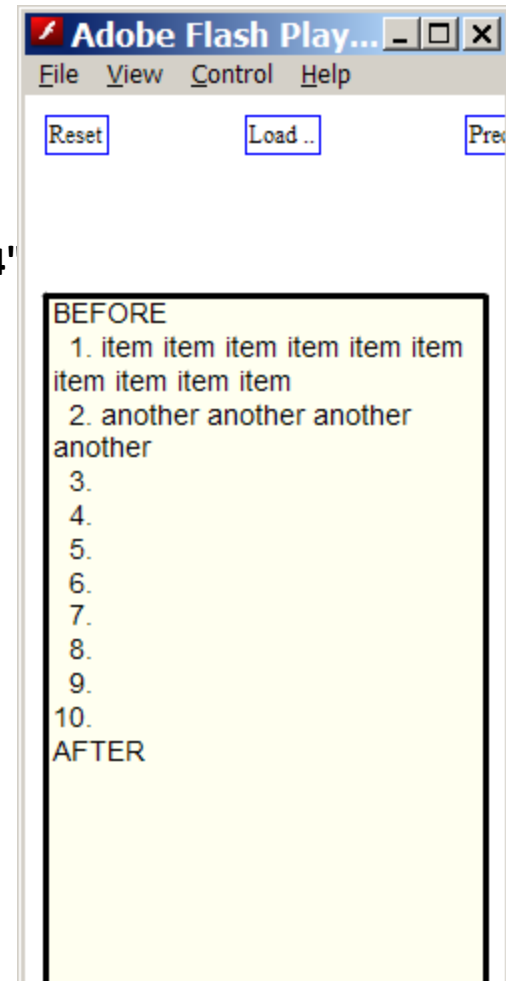 Adobe Flash Play...
File View Control Help
Reset Load ..
4"
BEFORE
1. item item item item item item
item item item item
2. another another another
another
3.
4.
5.
6.
7.
8.
9.
10.
AFTER